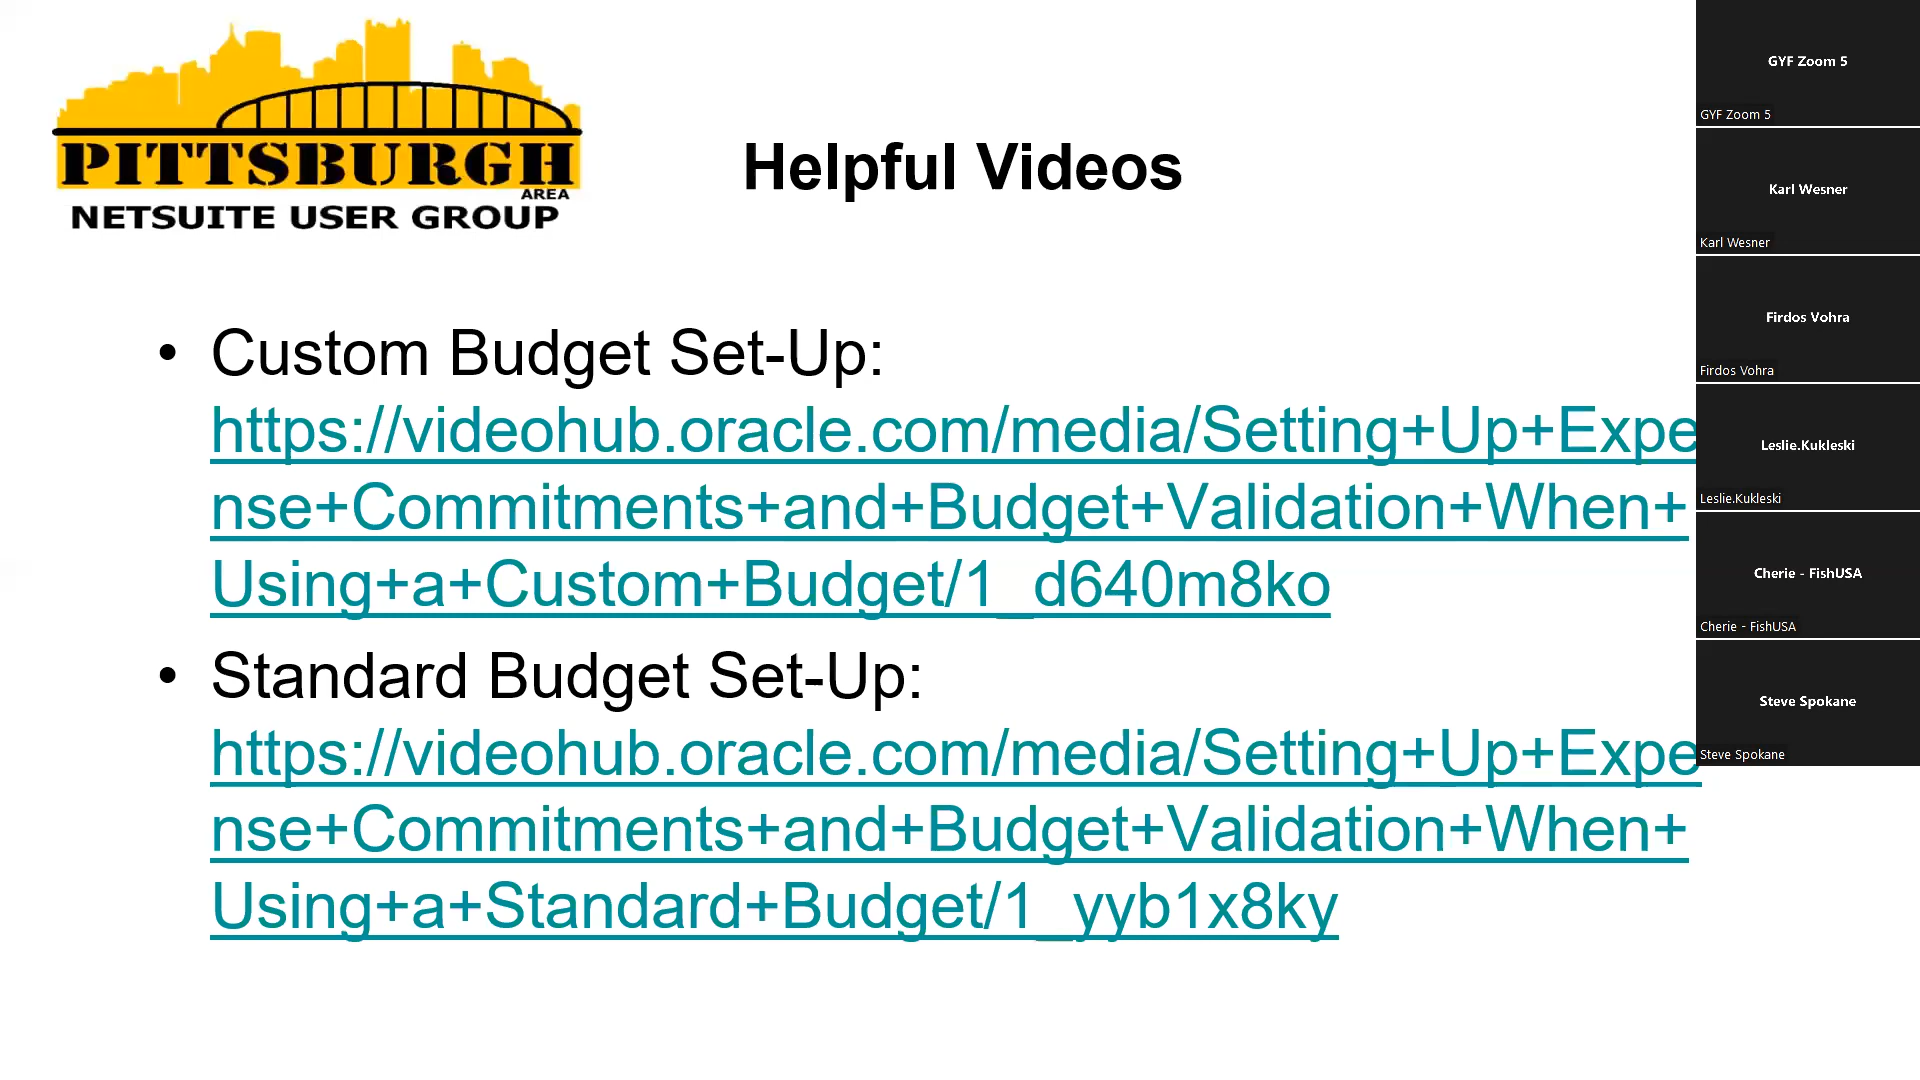 PITTSBURGH
AREA
NETSUITE USER GROUP
Helpful Videos
• Custom Budget Set-Up:
https://videohub.oracle.com/media/Setting+Up+Expe
nse+Commitments+and+Budget+Validation+When+
Using+a+Custom+Budget/1_d640m8ko
• Standard Budget Set-Up:
https://videohub.oracle.com/media/Setting+Up+Expe
nse+Commitments+and+Budget+Validation+When+
Using+a+Standard+Budget/1_yyb1x8ky
GYF Zoom 5
GYF Zoom 5
Karl Wesner
Karl Wesner
Firdos Vohra
Firdos Vohra
Leslie.Kukleski
Leslie.Kukleski
Cherie - FishUSA
Cherie - FishUSA
Steve Spokane
Steve Spokane